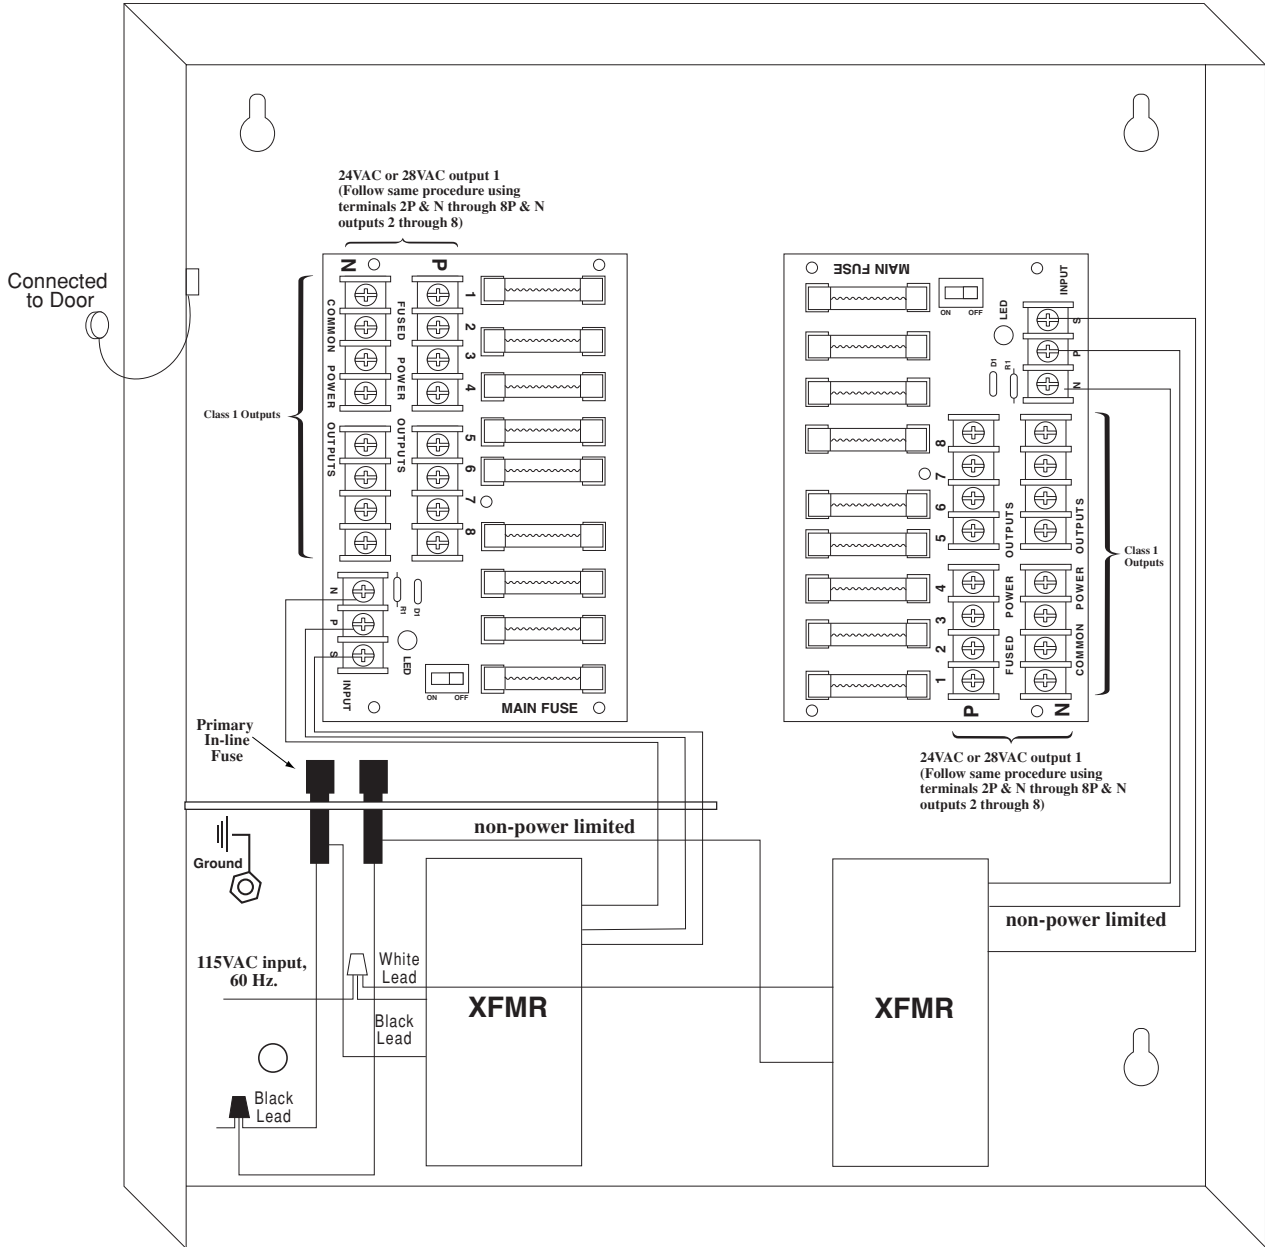 24VAC or 28VAC output 1
(Follow same procedure using
terminals 2P & N through 8P & N
outputs 2 through 8)
Connected
to Door
N
P
COMMON POWER OUTPUTS
FUSED POWER OUTPUTS
1
2
3
4
5
6
7
8
Class 1 Outputs
N
P
S
R1
D1
LED
INPUT
ON
OFF
MAIN FUSE
MAIN FUSE
ON
OFF
LED
INPUT
S
P
N
D1
R1
8
7
6
5
4
3
2
1
FUSED POWER OUTPUTS
COMMON POWER OUTPUTS
Class 1
Outputs
P
N
24VAC or 28VAC output 1
(Follow same procedure using
terminals 2P & N through 8P & N
outputs 2 through 8)
Primary
In-line
Fuse
non-power limited
Ground
115VAC input,
60 Hz.
White
Lead
Black
Lead
Black
Lead
XFMR
XFMR
non-power limited